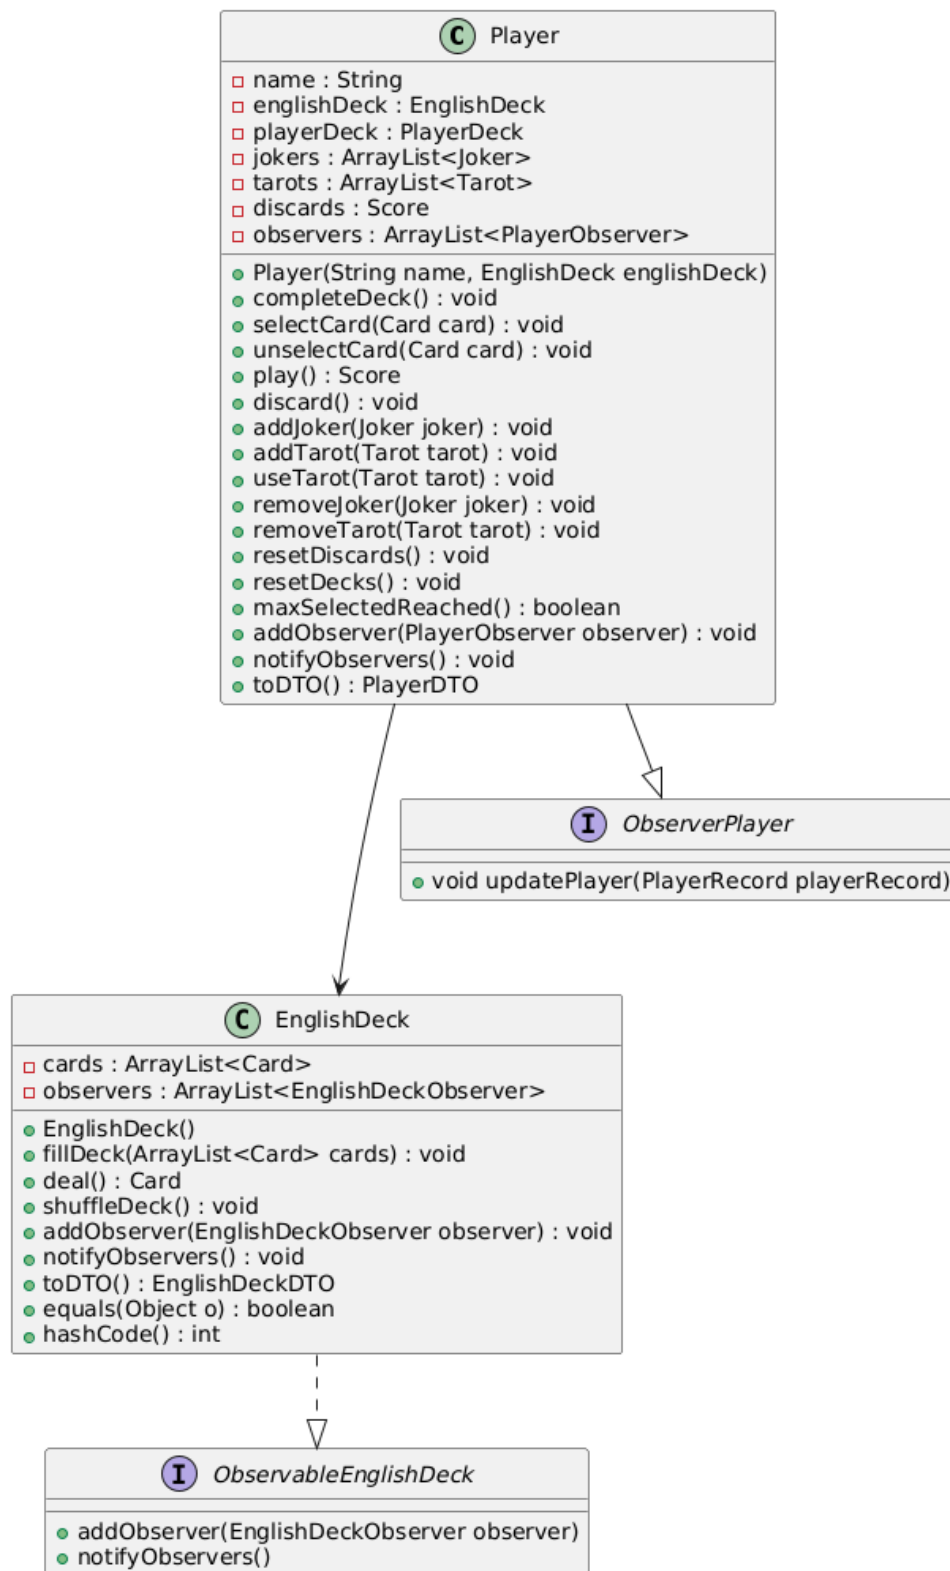 C Player
name : String
englishDeck : EnglishDeck
playerDeck : PlayerDeck
jokers : ArrayList<Joker>
tarots : ArrayList<Tarot>
discards : Score
observers : ArrayList<PlayerObserver>
Player(String name, EnglishDeck englishDeck)
completeDeck() : void
selectCard(Card card) : void
unselectCard(Card card) : void
play() : Score
discard() : void
addJoker(Joker joker) : void
addTarot(Tarot tarot) : void
useTarot(Tarot tarot) : void
removeJoker(Joker joker) : void
removeTarot(Tarot tarot) : void
resetDiscards() : void
resetDecks() : void
maxSelectedReached() : boolean
addObserver(PlayerObserver observer) : void
notifyObservers() : void
toDTO() : PlayerDTO
I ObserverPlayer
void updatePlayer(PlayerRecord playerRecord)
C EnglishDeck
cards : ArrayList<Card>
observers : ArrayList<EnglishDeckObserver>
EnglishDeck()
fillDeck(ArrayList<Card> cards) : void
deal() : Card
shuffleDeck() : void
addObserver(EnglishDeckObserver observer) : void
notifyObservers() : void
toDTO() : EnglishDeckDTO
equals(Object o) : boolean
hashCode() : int
I ObservableEnglishDeck
addObserver(EnglishDeckObserver observer)
notifyObservers()